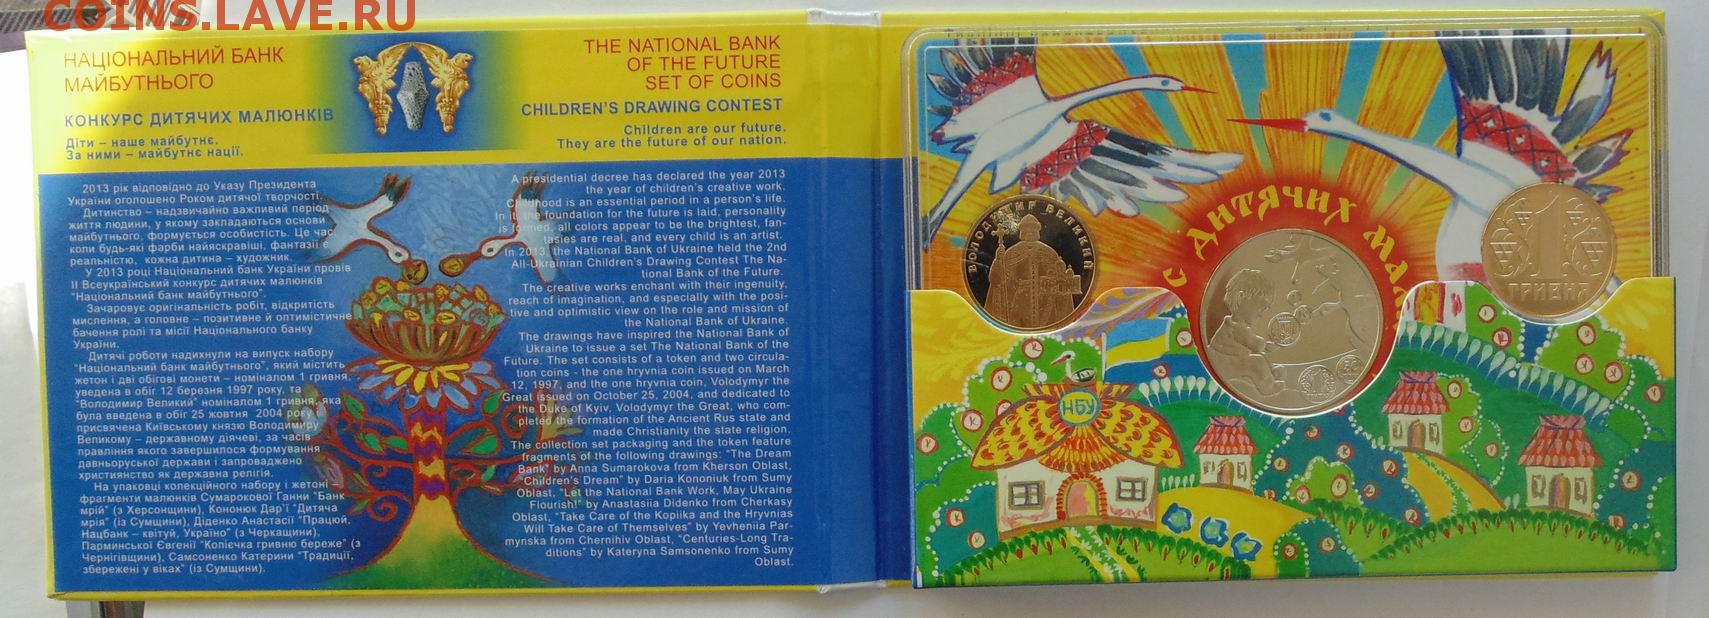 COINS.LAVE.RU
НАЦІОНАЛЬНИЙ БАНК
МАЙБУТНЬОГО
КОНКУРС ДИТЯЧИХ МАЛЮНКІВ
Діти – наше майбутнє.
За ними – майбутнє нації.
2013 рік відповідно до Указу Президента
України оголошено Роком дитячої творчості.
Дитинство – надзвичайно важливий період
життя людини, у якому закладаються основи
майбутнього, формується особистість. Це час,
коли будь-які фарби найяскравіші, фантазії є
реальністю, кожна дитина – художник.
У 2013 році Національний банк України провів
ІІ Всеукраїнський конкурс дитячих малюнків
"Національний банк майбутнього".
Зачаровує оригінальність робіт, відкритість
мислення, а головне – позитивне й оптимістичне
бачення ролі та місії Національного банку
України.
Дитячі роботи надихнули на випуск набору
"Національний банк майбутнього", який містить
жетон і дві обігові монети – номіналом 1 гривня,
уведена в обіг 12 березня 1997 року, та
"Володимир Великий" номіналом 1 гривня, яка
була введена в обіг 25 жовтня 2004 року і
присвячена Київському князю Володимиру
Великому – державному діячеві, за часів
правління якого завершилося формування
давньоруської держави і запроваджено
християнство як державна релігія.
На упаковці колекційного набору і жетоні –
фрагменти малюнків Сумарокової Ганни "Банк
мрій" (з Херсонщини), Кононюк Дар'ї "Дитяча
мрія" (із Сумщини), Діденко Анастасії "Працюй,
Нацбанк – квітуй, Україно" (з Черкащини),
Парминської Євгенії "Копієчка гривню береже" (з
Чернігівщини), Самсоненко Катерини "Традиції,
збережені у віках" (із Сумщини).
THE NATIONAL BANK
OF THE FUTURE
SET OF COINS
CHILDREN'S DRAWING CONTEST
Children are our future.
They are the future of our nation.
A presidential decree has declared the year 2013
the year of children's creative work.
Childhood is an essential period in a person's life.
In it, the foundation for the future is laid, personality
is formed, all colors appear to be the brightest, fan-
tasies are real, and every child is an artist.
In 2013, the National Bank of Ukraine held the 2nd
All-Ukrainian Children's Drawing Contest The Na-
tional Bank of the Future.
The creative works enchant with their ingenuity,
reach of imagination, and especially with the posi-
tive and optimistic view on the role and mission of
the National Bank of Ukraine.
The drawings have inspired the National Bank of
Ukraine to issue a set The National Bank of the
Future. The set consists of a token and two circula-
tion coins - the one hryvnia coin issued on March
12, 1997, and the one hryvnia coin, Volodymyr the
Great issued on October 25, 2004, and dedicated to
the Duke of Kyiv, Volodymyr the Great, who com-
pleted the formation of the Ancient Rus state and
made Christianity the state religion.
The collection set packaging and the token feature
fragments of the following drawings: "The Dream
Bank" by Anna Sumarokova from Kherson Oblast,
Children's Dream" by Daria Kononiuk from Sumy
Oblast, "Let the National Bank Work, May Ukraine
Flourish!" by Anastasiia Didenko from Cherkasy
Oblast, "Take Care of the Kopiika and the Hryvnias
Will Take Care of Themselves" by Yevheniia Par-
mynska from Chernihiv Oblast, "Centuries-Long Tra-
ditions" by Kateryna Samsonenko from Sumy
Oblast.
ВОЛОДИМИР ВЕЛИКИЙ
С ДИТЯЧИХ МАЛ
1
ГРИВНЯ
НБУ